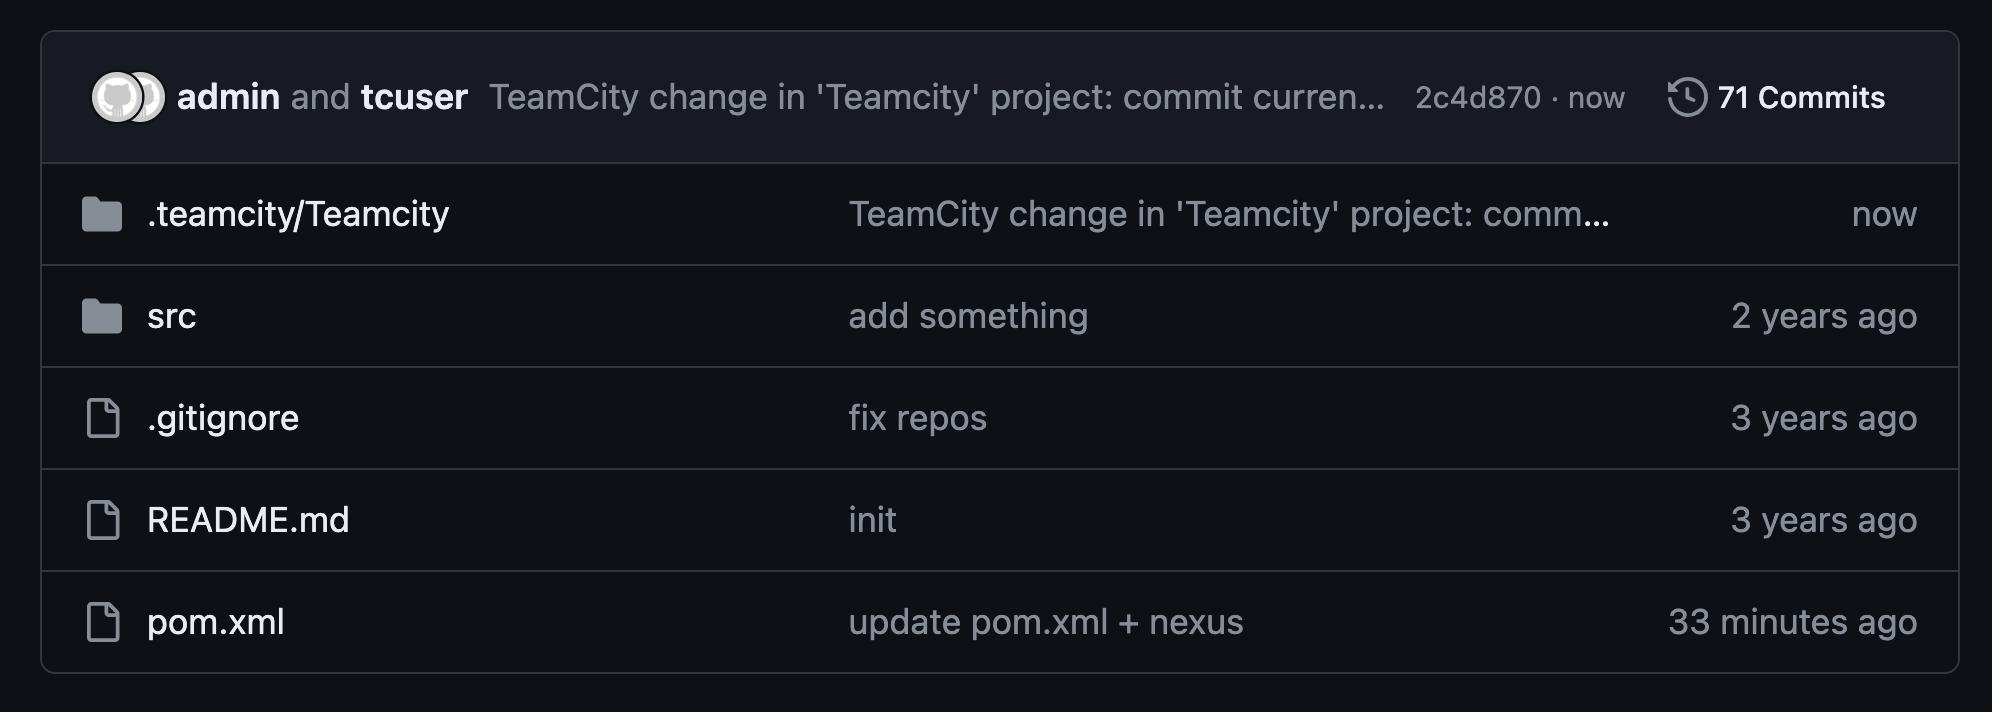 admin and tcuser TeamCity change in 'Teamcity' project: commit curren... 2c4d870 · now 71 Commits
.teamcity/Teamcity TeamCity change in 'Teamcity' project: comm... now
src add something 2 years ago
.gitignore fix repos 3 years ago
README.md init 3 years ago
pom.xml update pom.xml + nexus 33 minutes ago